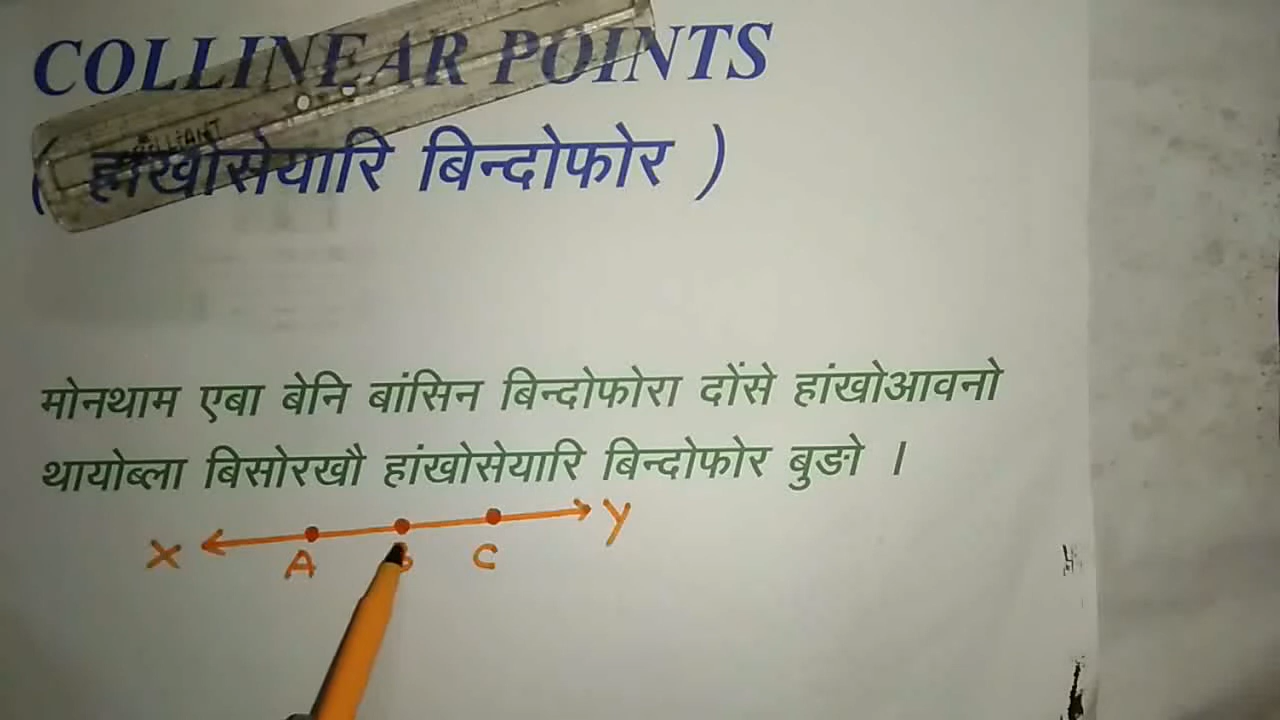 COLLINEAR POINTS
( हांखोसेयारि बिन्दोफोर )
मोनथाम एबा बेनि बांसिन बिन्दोफोरा दोंसे हांखोआवनो
थायोब्ला बिसोरखौ हांखोसेयारि बिन्दोफोर बुङो ।
X A C Y